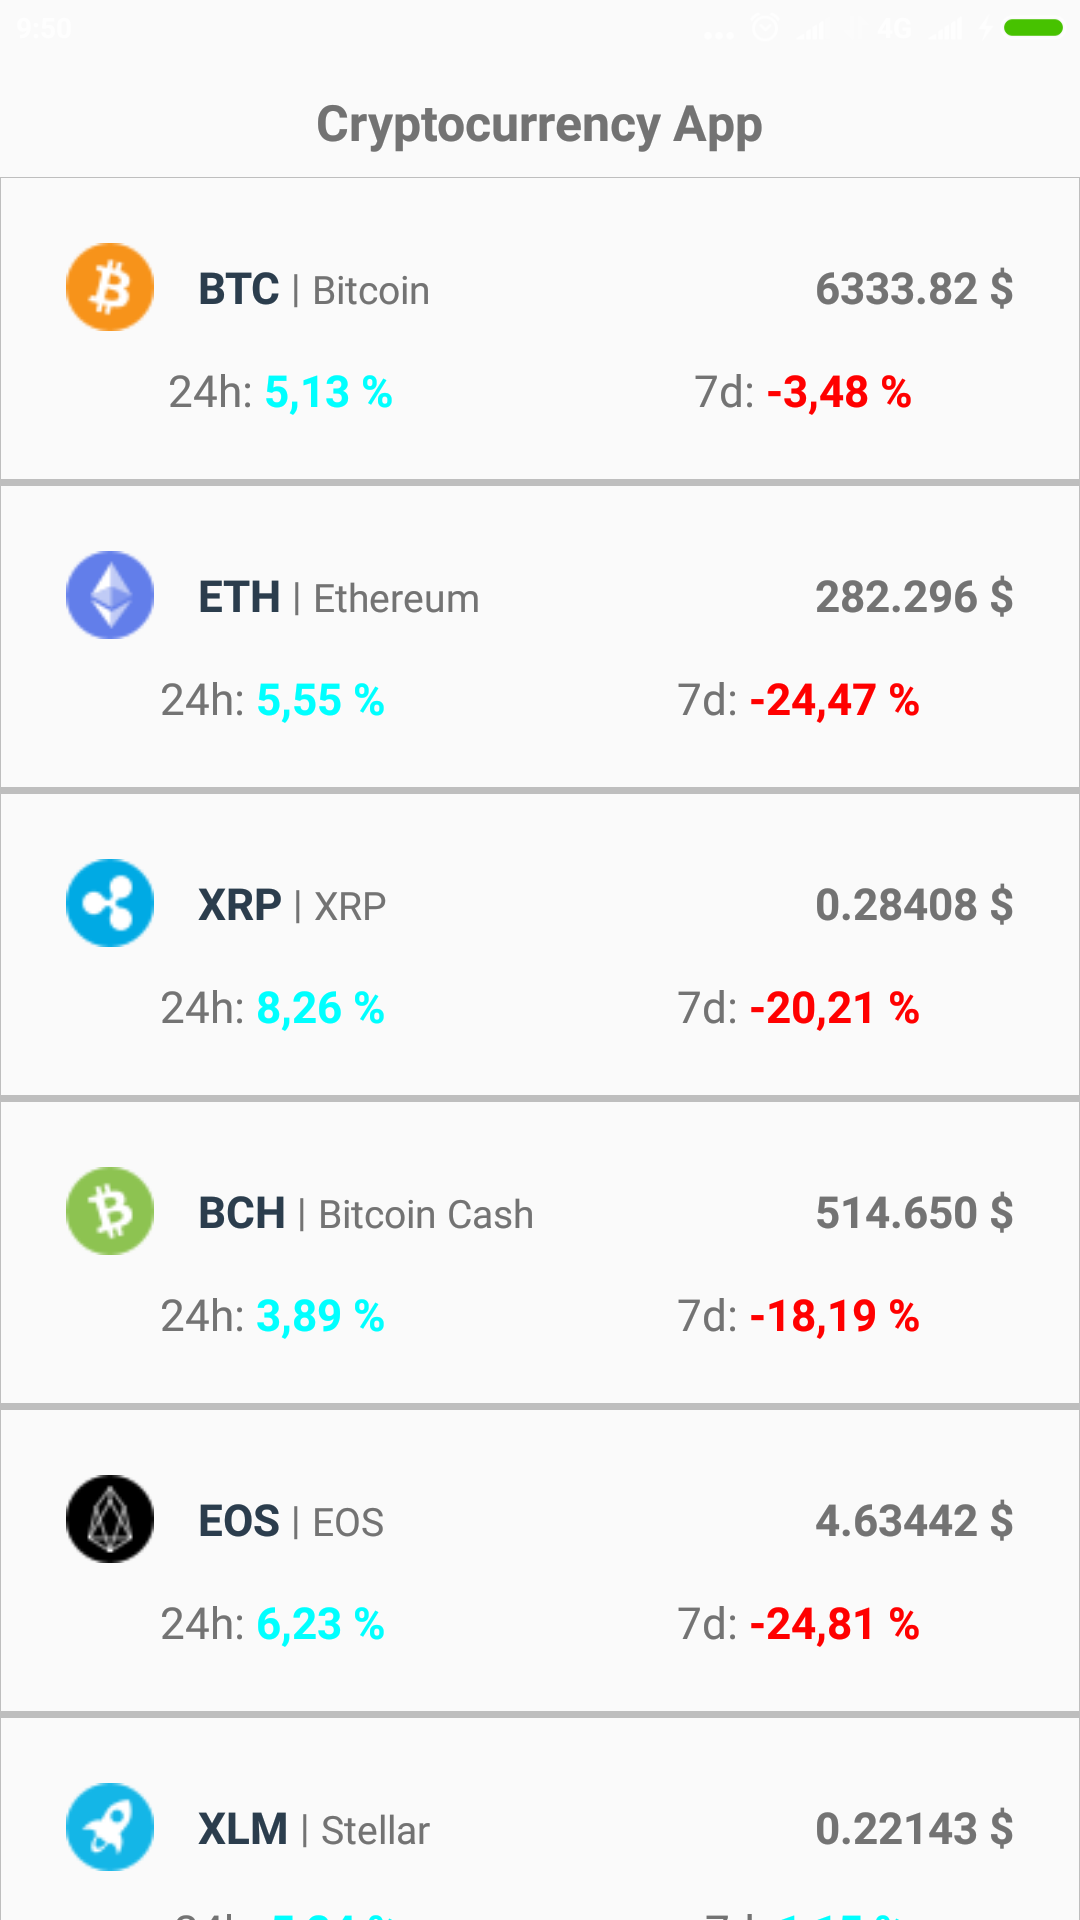 9:50 ... 4G
Cryptocurrency App
BTC | Bitcoin 6333.82 $
24h: 5,13 % 7d: -3,48 %
ETH | Ethereum 282.296 $
24h: 5,55 % 7d: -24,47 %
XRP | XRP 0.28408 $
24h: 8,26 % 7d: -20,21 %
BCH | Bitcoin Cash 514.650 $
24h: 3,89 % 7d: -18,19 %
EOS | EOS 4.63442 $
24h: 6,23 % 7d: -24,81 %
XLM | Stellar 0.22143 $